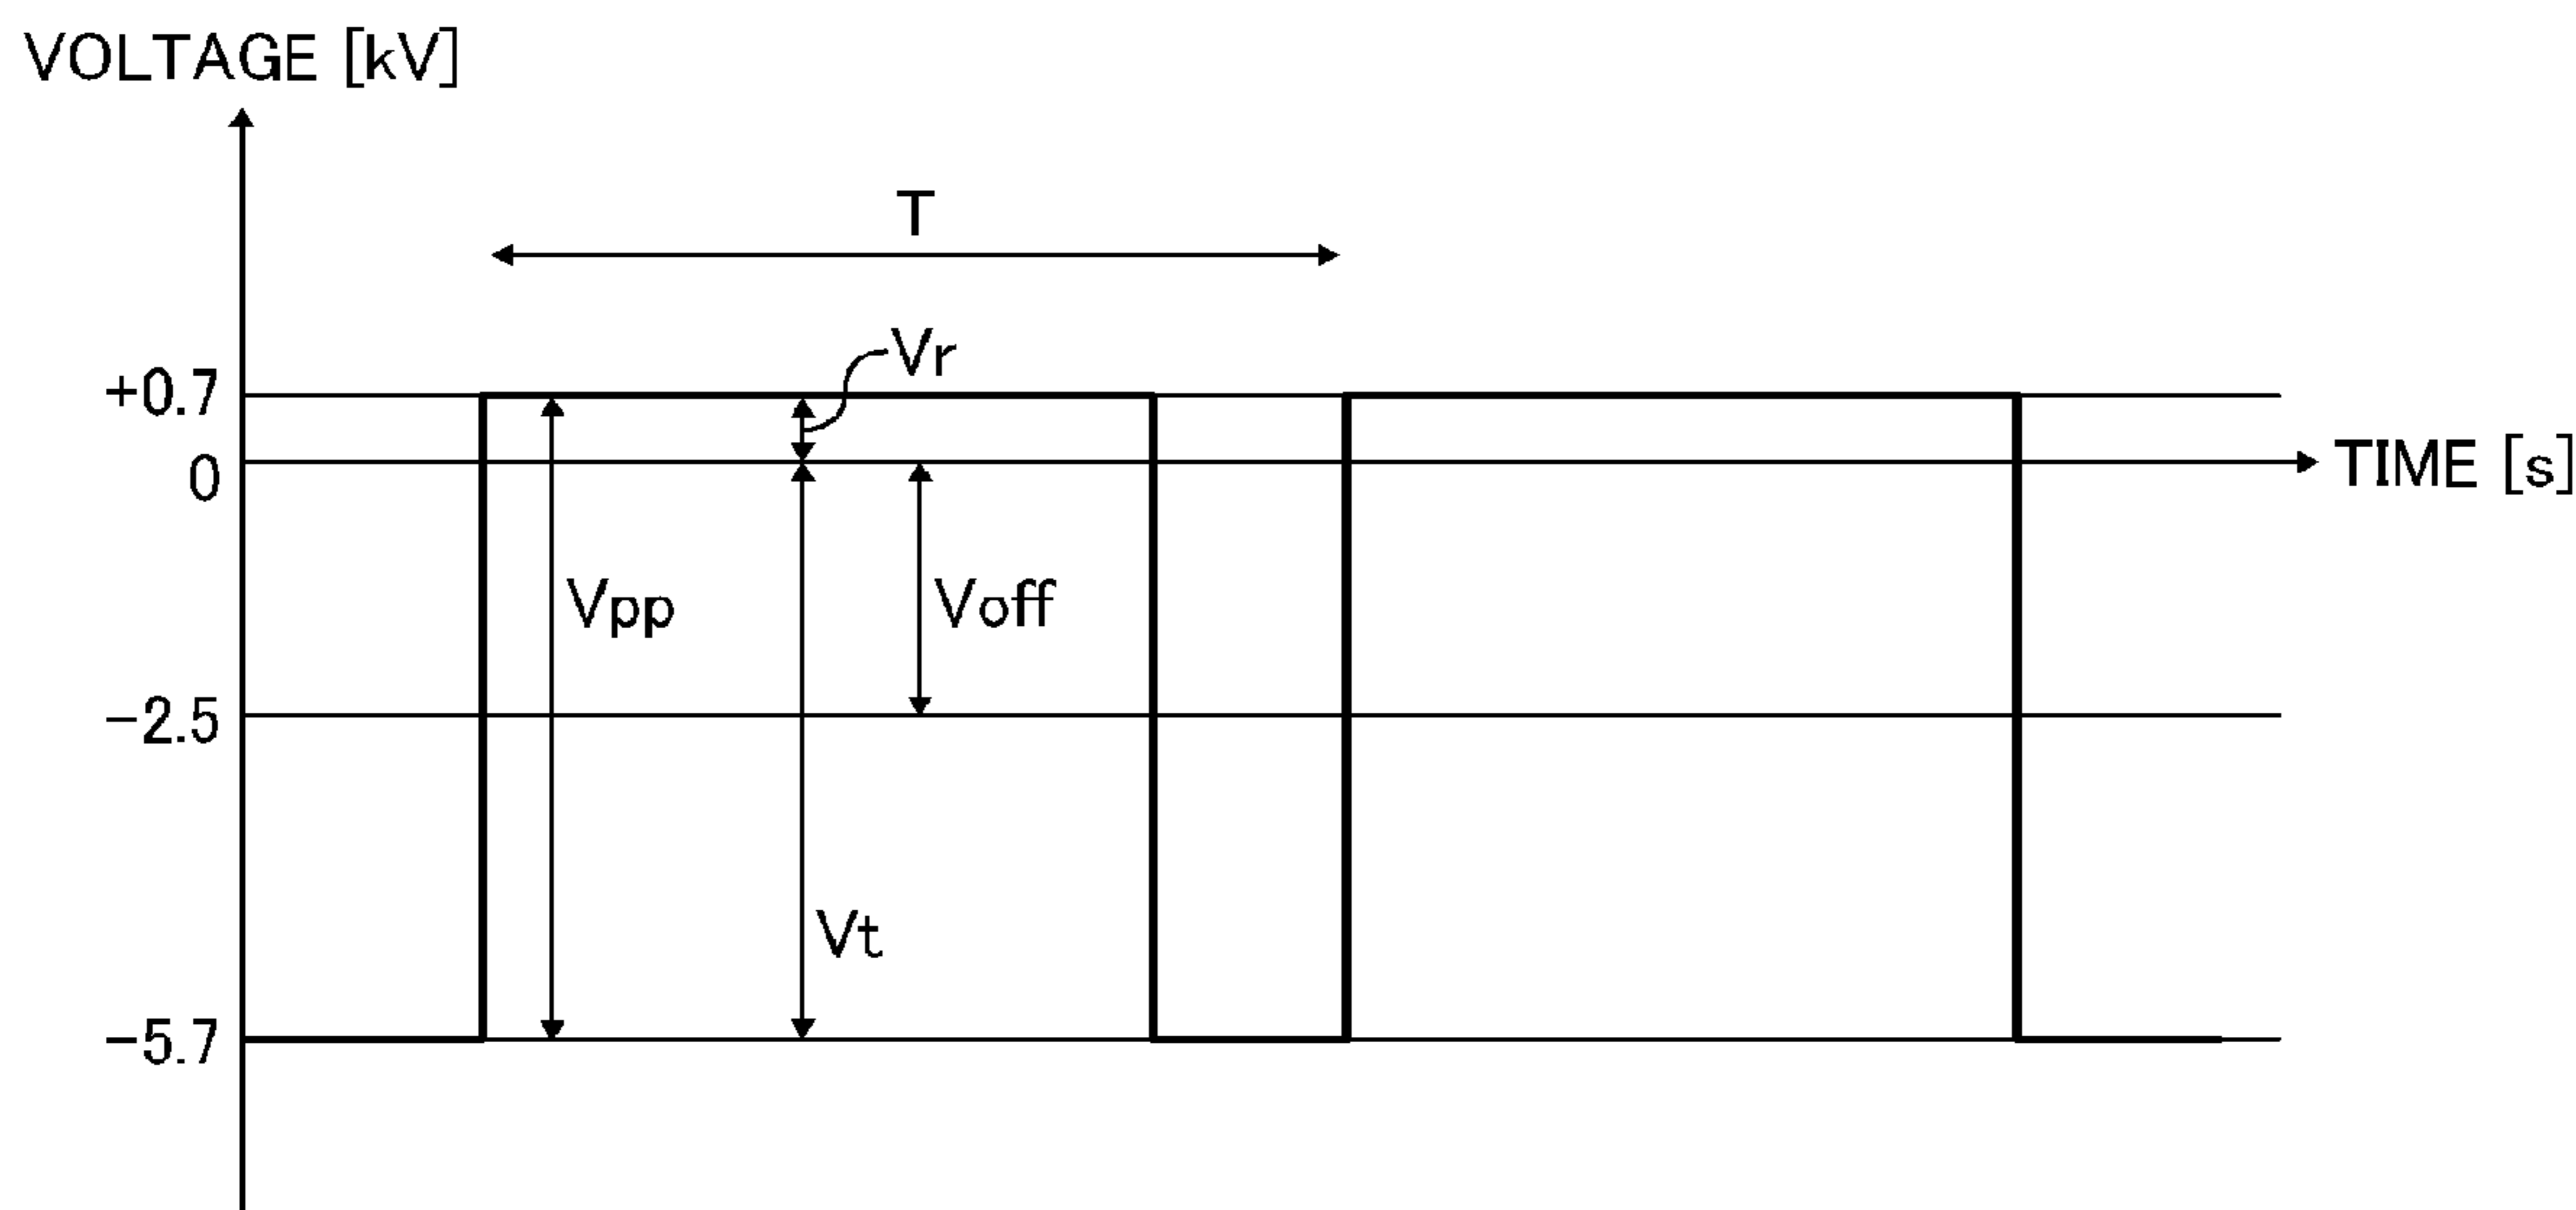 VOLTAGE [kV]
T
Vr
+0.7
0
TIME [s]
Vpp
Voff
−2.5
Vt
−5.7